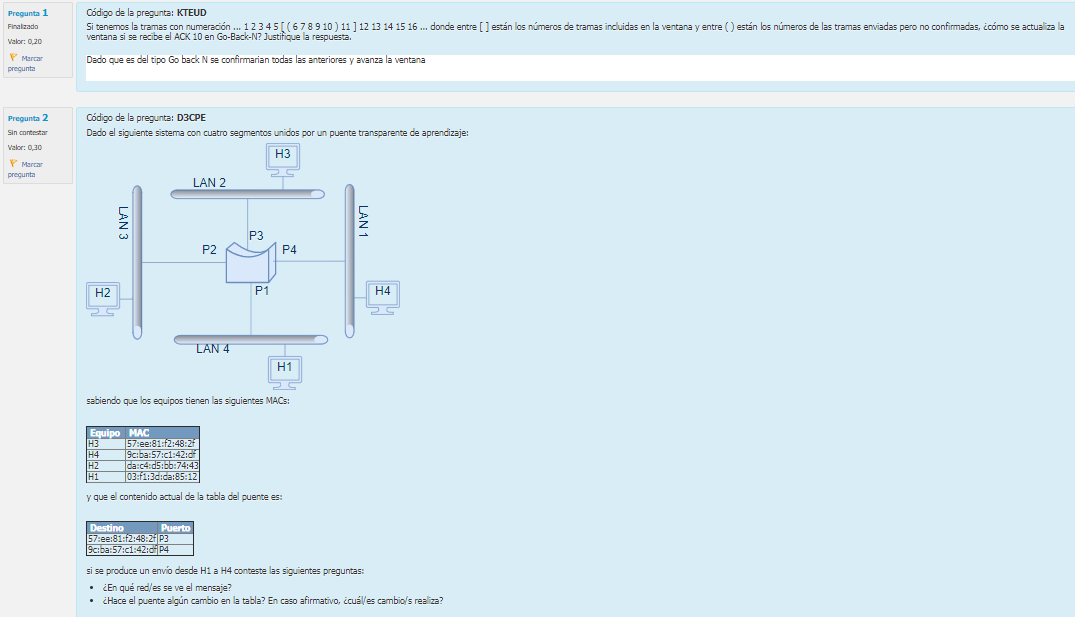 Pregunta 1
Finalizado
Valor: 0,20
Marcar
pregunta
Código de la pregunta: KTEUD
Si tenemos la tramas con numeración ... 1 2 3 4 5 [ ( 6 7 8 9 10 ) 11 ] 12 13 14 15 16 ... donde entre [ ] están los números de tramas incluidas en la ventana y entre ( ) están los números de las tramas enviadas pero no confirmadas, ¿cómo se actualiza la
ventana si se recibe el ACK 10 en Go-Back-N? Justifique la respuesta.
Dado que es del tipo Go back N se confirmarian todas las anteriores y avanza la ventana
Pregunta 2
Sin contestar
Valor: 0,30
Marcar
pregunta
Código de la pregunta: D3CPE
Dado el siguiente sistema con cuatro segmentos unidos por un puente transparente de aprendizaje:
H3
LAN 2
LAN 3
LAN 1
P3
P2
P4
H2
P1
H4
LAN 4
H1
sabiendo que los equipos tienen las siguientes MACs:
Equipo MAC
H3 57:ee:81:f2:48:2f
H4 9c:ba:57:c1:42:df
H2 da:c4:d5:bb:74:43
H1 03:f1:3d:da:85:12
y que el contenido actual de la tabla del puente es:
Destino Puerto
57:ee:81:f2:48:2f P3
9c:ba:57:c1:42:df P4
si se produce un envío desde H1 a H4 conteste las siguientes preguntas:
• ¿En qué red/es se ve el mensaje?
• ¿Hace el puente algún cambio en la tabla? En caso afirmativo, ¿cuál/es cambio/s realiza?